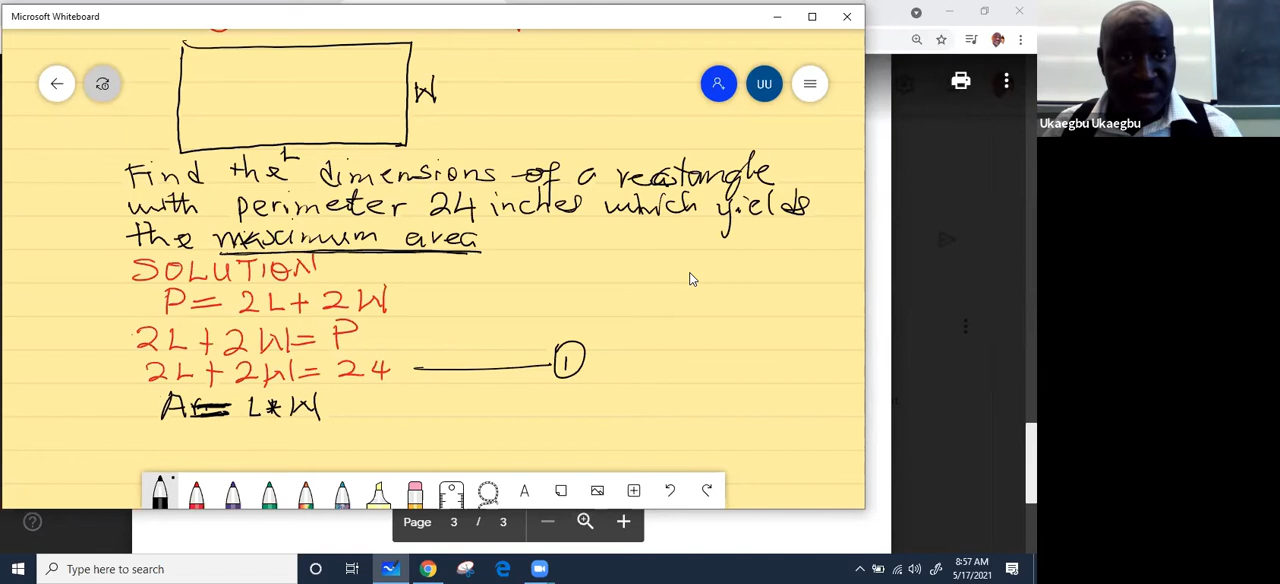 Microsoft Whiteboard
W
L
Find the dimensions of a rectangle
with perimeter 24 inches which yields
the maximum area
SOLUTION
P = 2L + 2W
2L + 2W = P
2L + 2W = 24 ——— 1
A = L * W
UU
Ukaegbu Ukaegbu
A
Page 3 / 3
Type here to search
8:57 AM
5/17/2021